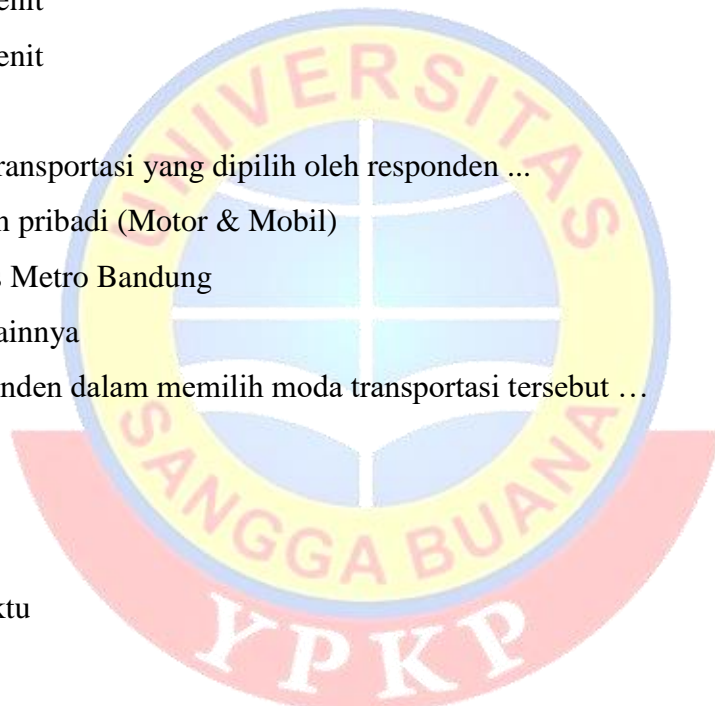 enit
enit
ransportasi yang dipilih oleh responden ...
n pribadi (Motor & Mobil)
s Metro Bandung
ainnya
nden dalam memilih moda transportasi tersebut …
ktu
UNIVERSITAS
SANGGA BUANA
YPKP